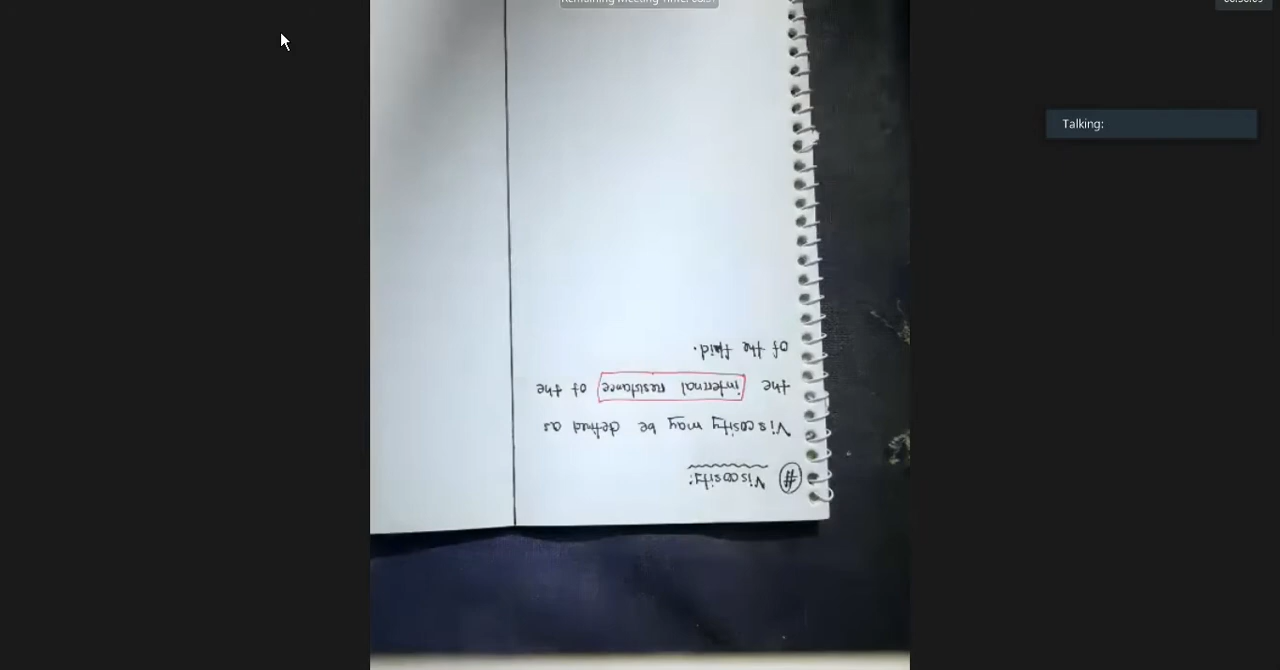 Talking:
# Viscosity:
Viscosity may be defined as
the internal resistance of the
of the fluid.